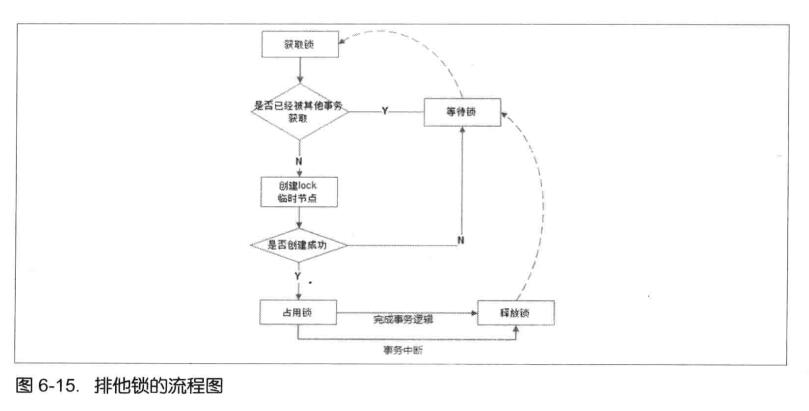 获取锁
是否已经被其他事务
获取
Y
等待锁
N
创建lock
临时节点
是否创建成功
N
Y
占用锁
完成事务逻辑
释放锁
事务中断
图 6-15. 排他锁的流程图